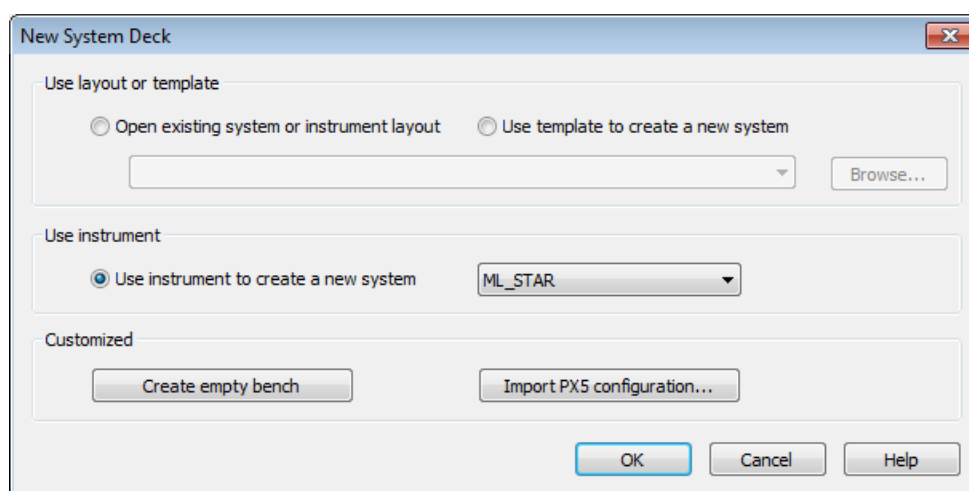 New System Deck
Use layout or template
Open existing system or instrument layout Use template to create a new system
Browse...
Use instrument
Use instrument to create a new system ML_STAR
Customized
Create empty bench Import PX5 configuration...
OK Cancel Help